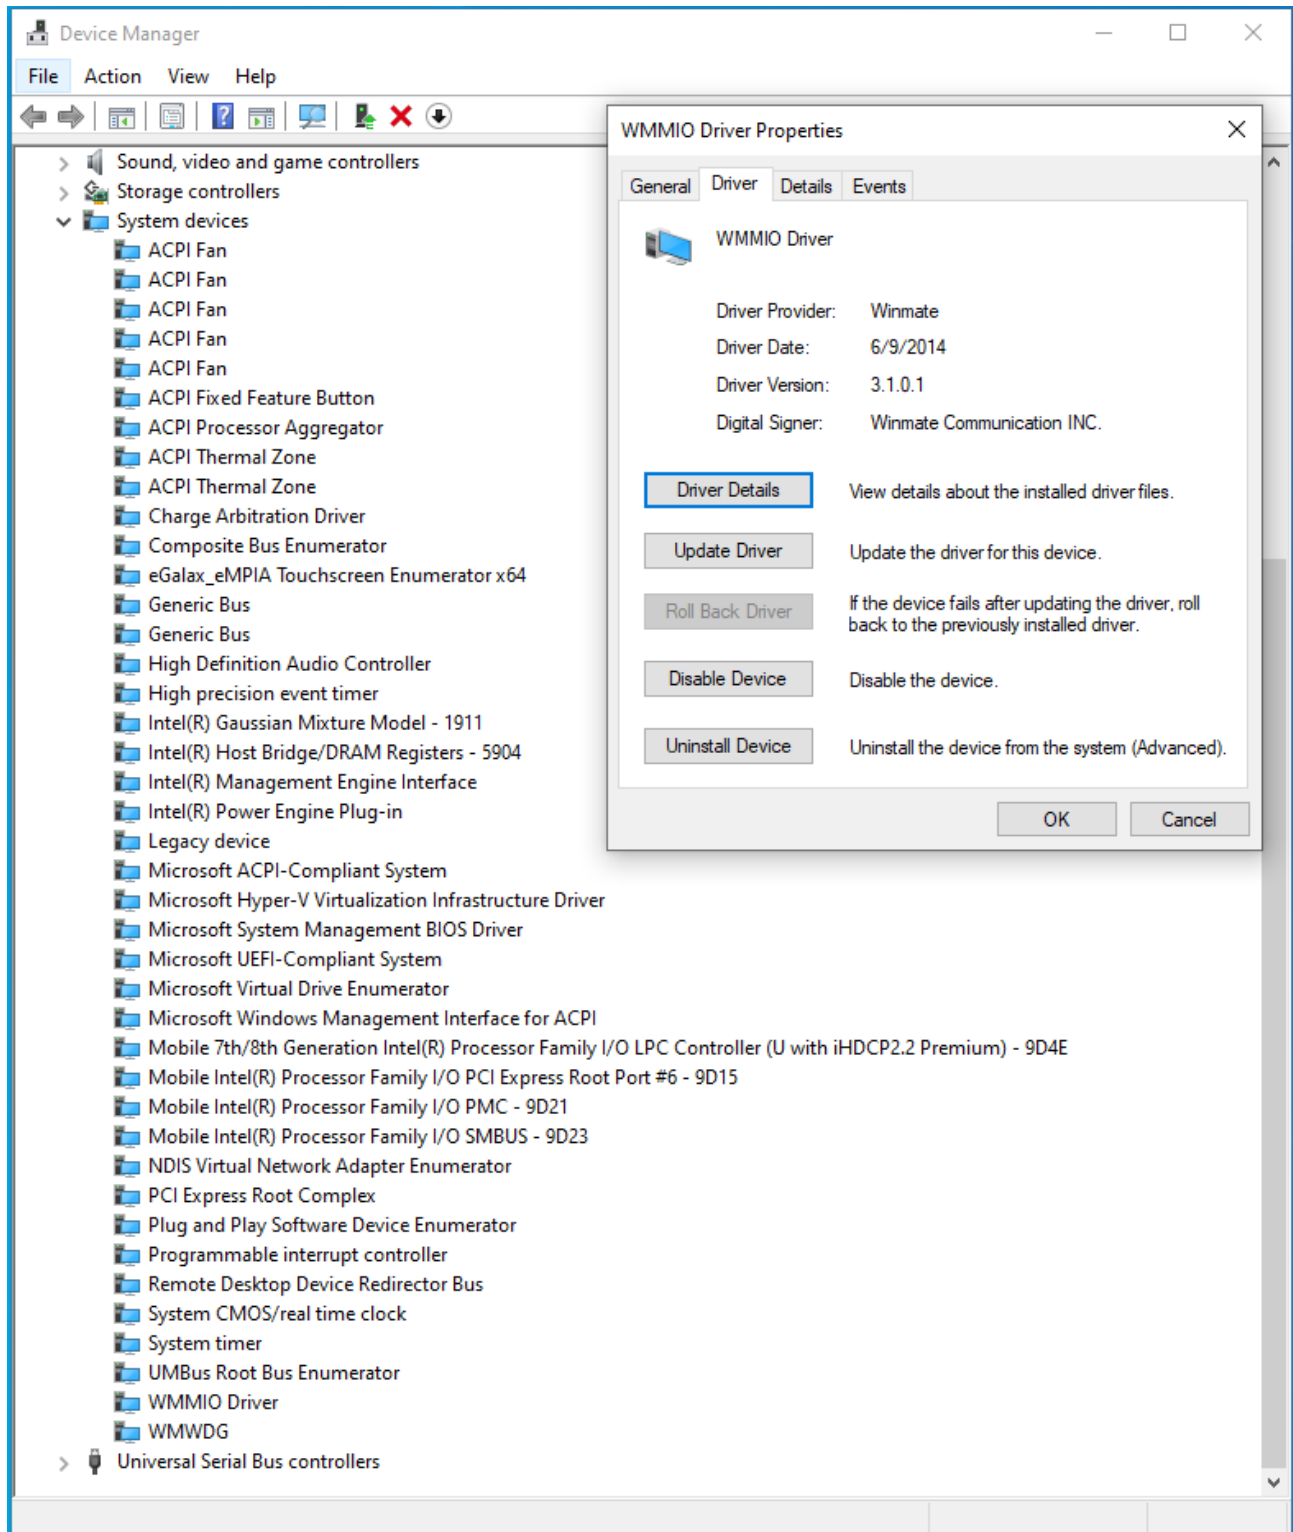 Device Manager
File Action View Help
Sound, video and game controllers
Storage controllers
System devices
ACPI Fan
ACPI Fan
ACPI Fan
ACPI Fan
ACPI Fan
ACPI Fixed Feature Button
ACPI Processor Aggregator
ACPI Thermal Zone
ACPI Thermal Zone
Charge Arbitration Driver
Composite Bus Enumerator
eGalax_eMPIA Touchscreen Enumerator x64
Generic Bus
Generic Bus
High Definition Audio Controller
High precision event timer
Intel(R) Gaussian Mixture Model - 1911
Intel(R) Host Bridge/DRAM Registers - 5904
Intel(R) Management Engine Interface
Intel(R) Power Engine Plug-in
Legacy device
Microsoft ACPI-Compliant System
Microsoft Hyper-V Virtualization Infrastructure Driver
Microsoft System Management BIOS Driver
Microsoft UEFI-Compliant System
Microsoft Virtual Drive Enumerator
Microsoft Windows Management Interface for ACPI
Mobile 7th/8th Generation Intel(R) Processor Family I/O LPC Controller (U with iHDCP2.2 Premium) - 9D4E
Mobile Intel(R) Processor Family I/O PCI Express Root Port #6 - 9D15
Mobile Intel(R) Processor Family I/O PMC - 9D21
Mobile Intel(R) Processor Family I/O SMBUS - 9D23
NDIS Virtual Network Adapter Enumerator
PCI Express Root Complex
Plug and Play Software Device Enumerator
Programmable interrupt controller
Remote Desktop Device Redirector Bus
System CMOS/real time clock
System timer
UMBus Root Bus Enumerator
WMMIO Driver
WMWDG
Universal Serial Bus controllers
WMMIO Driver Properties
General Driver Details Events
WMMIO Driver
Driver Provider: Winmate
Driver Date: 6/9/2014
Driver Version: 3.1.0.1
Digital Signer: Winmate Communication INC.
Driver Details View details about the installed driver files.
Update Driver Update the driver for this device.
Roll Back Driver If the device fails after updating the driver, roll
back to the previously installed driver.
Disable Device Disable the device.
Uninstall Device Uninstall the device from the system (Advanced).
OK Cancel